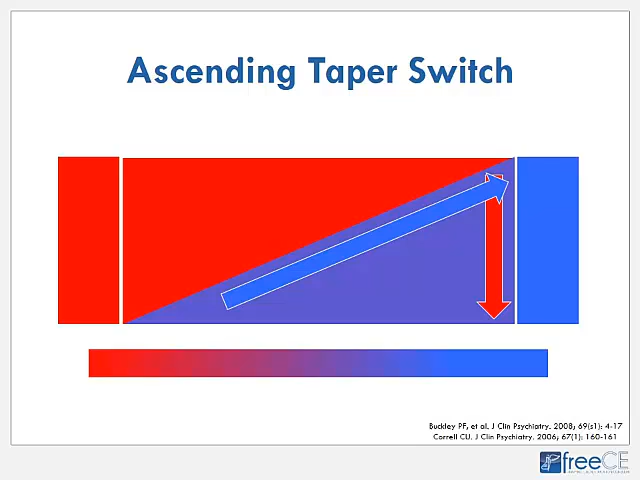 Ascending Taper Switch
Buckley PF, et al. J Clin Psychiatry. 2008; 69(s1): 4-17
Correll CU. J Clin Psychiatry. 2006; 67(1): 160-161
freeCE